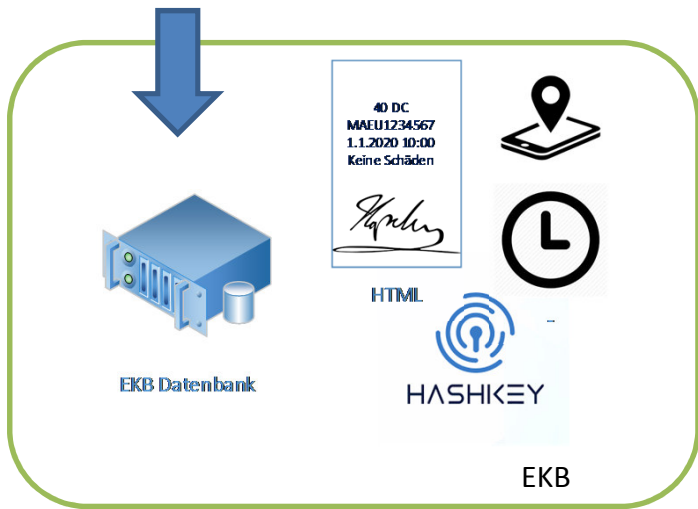 40 DC
MAEU1234567
1.1.2020 10:00
Keine Schäden
HTML
EKB Datenbank
HASHKEY
EKB